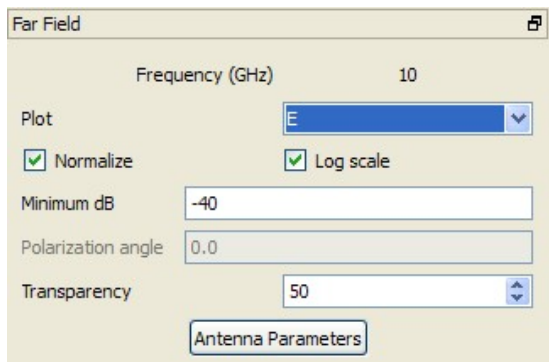 Far Field
Frequency (GHz) 10
Plot E
Normalize Log scale
Minimum dB -40
Polarization angle 0.0
Transparency 50
Antenna Parameters